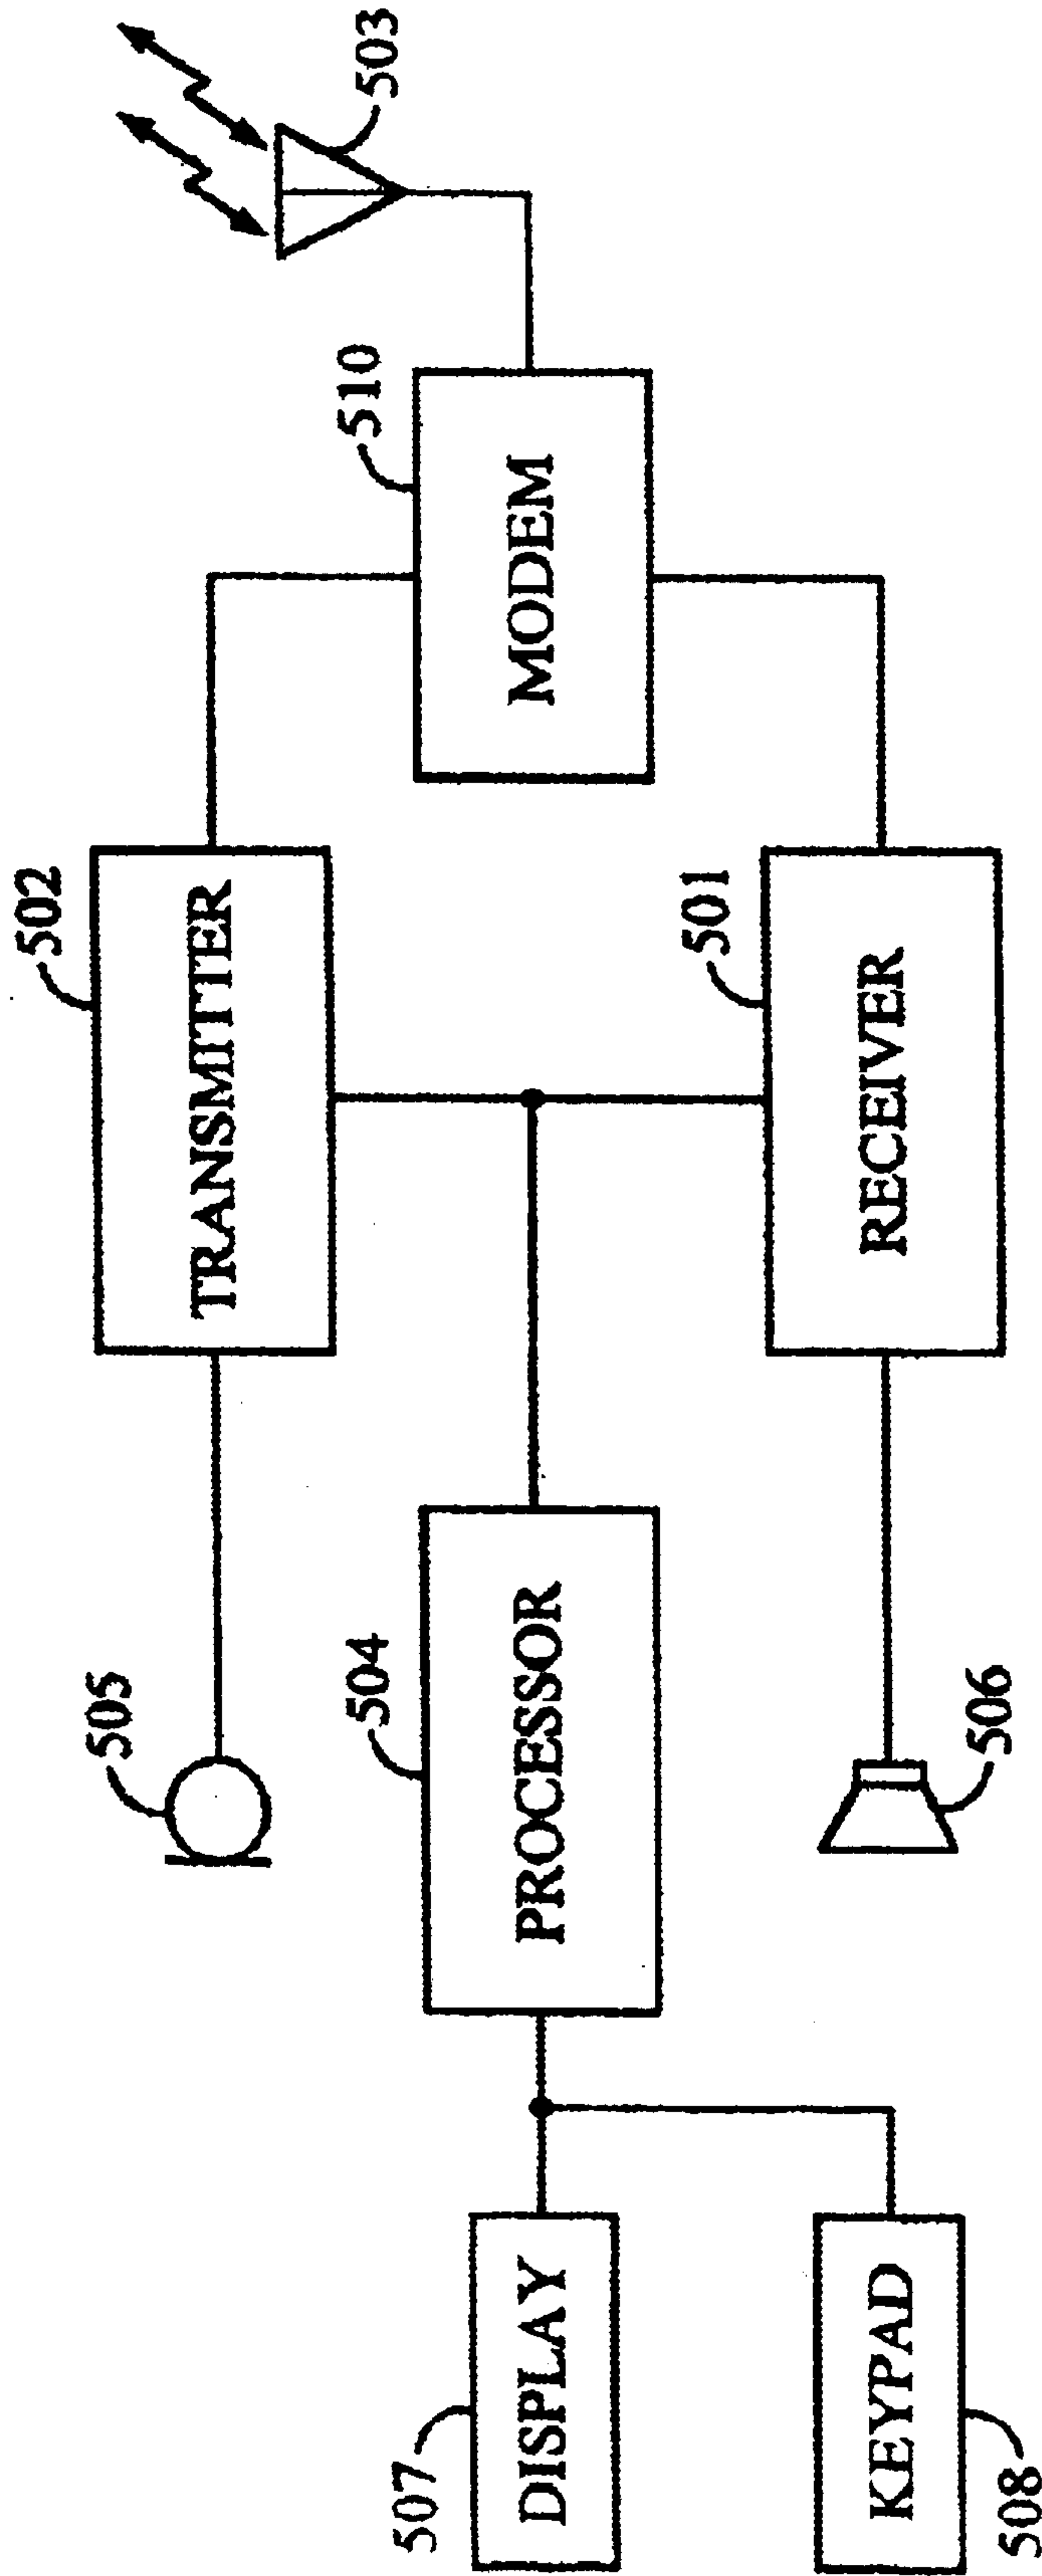 502
TRANSMITTER
505
503
510
MODEM
504
PROCESSOR
507
DISPLAY
501
RECEIVER
506
KEYPAD
508